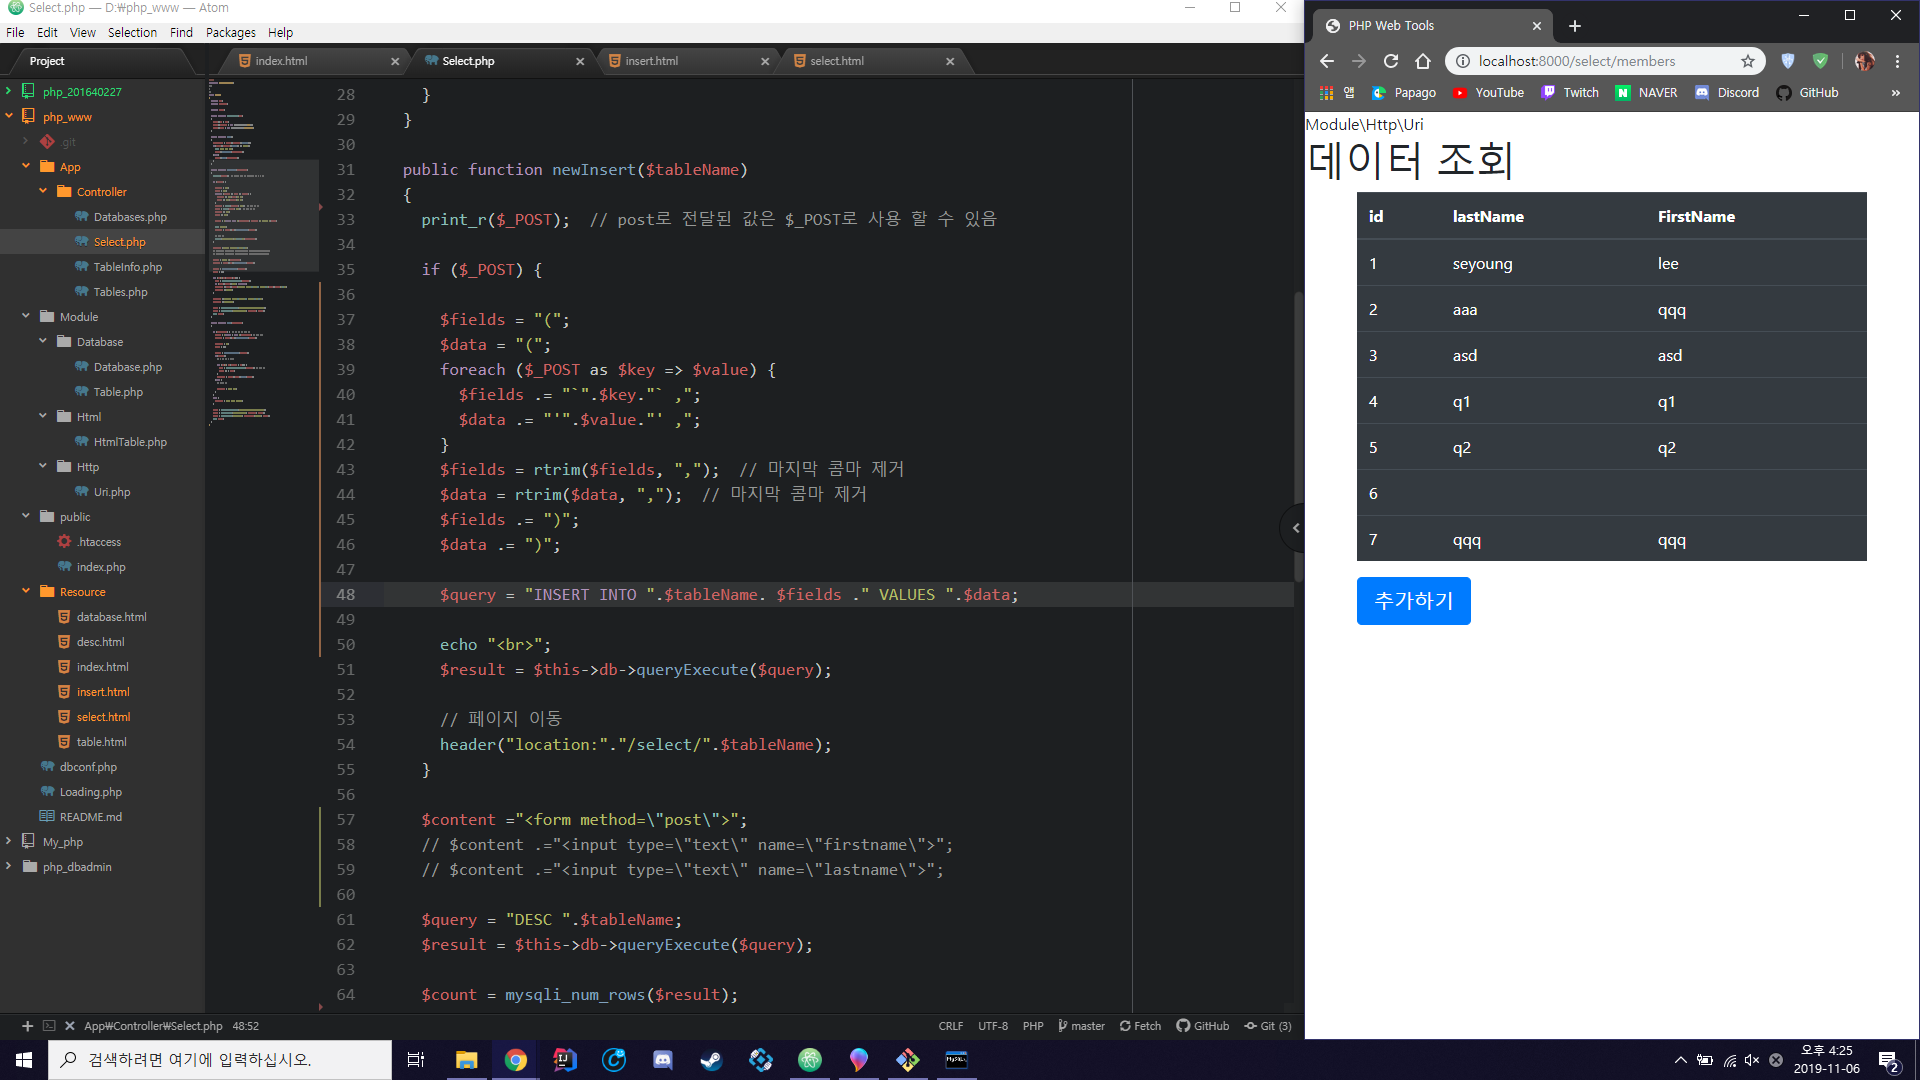 Select.php — D:₩php_www — Atom
File Edit View Selection Find Packages Help
Project
php_201640227
php_www
.git
App
Controller
Databases.php
Select.php
TableInfo.php
Tables.php
Module
Database
Database.php
Table.php
Html
HtmlTable.php
Http
Uri.php
public
.htaccess
index.php
Resource
database.html
desc.html
index.html
insert.html
select.html
table.html
dbconf.php
Loading.php
README.md
My_php
php_dbadmin
index.html Select.php insert.html select.html
28     }
29   }
30
31   public function newInsert($tableName)
32   {
33     print_r($_POST);  // post로 전달된 값은 $_POST로 사용 할 수 있음
34
35     if ($_POST) {
36
37       $fields = "(";
38       $data = "(";
39       foreach ($_POST as $key => $value) {
40         $fields .= "`".$key."` ,";
41         $data .= "'".$value."' ,";
42       }
43       $fields = rtrim($fields, ",");  // 마지막 콤마 제거
44       $data = rtrim($data, ",");  // 마지막 콤마 제거
45       $fields .= ")";
46       $data .= ")";
47
48       $query = "INSERT INTO ".$tableName. $fields ." VALUES ".$data;
49
50       echo "<br>";
51       $result = $this->db->queryExecute($query);
52
53       // 페이지 이동
54       header("location:"."/select/".$tableName);
55     }
56
57     $content ="<form method=\"post\">";
58     // $content .="<input type=\"text\" name=\"firstname\">";
59     // $content .="<input type=\"text\" name=\"lastname\">";
60
61     $query = "DESC ".$tableName;
62     $result = $this->db->queryExecute($query);
63
64     $count = mysqli_num_rows($result);
App₩Controller₩Select.php 48:52 CRLF UTF-8 PHP master Fetch GitHub Git (3)
PHP Web Tools
localhost:8000/select/members
앱 Papago YouTube Twitch NAVER Discord GitHub »
Module\Http\Uri
데이터 조회
id lastName FirstName
1 seyoung lee
2 aaa qqq
3 asd asd
4 q1 q1
5 q2 q2
6
7 qqq qqq
추가하기
검색하려면 여기에 입력하십시오.
오후 4:25
2019-11-06
2